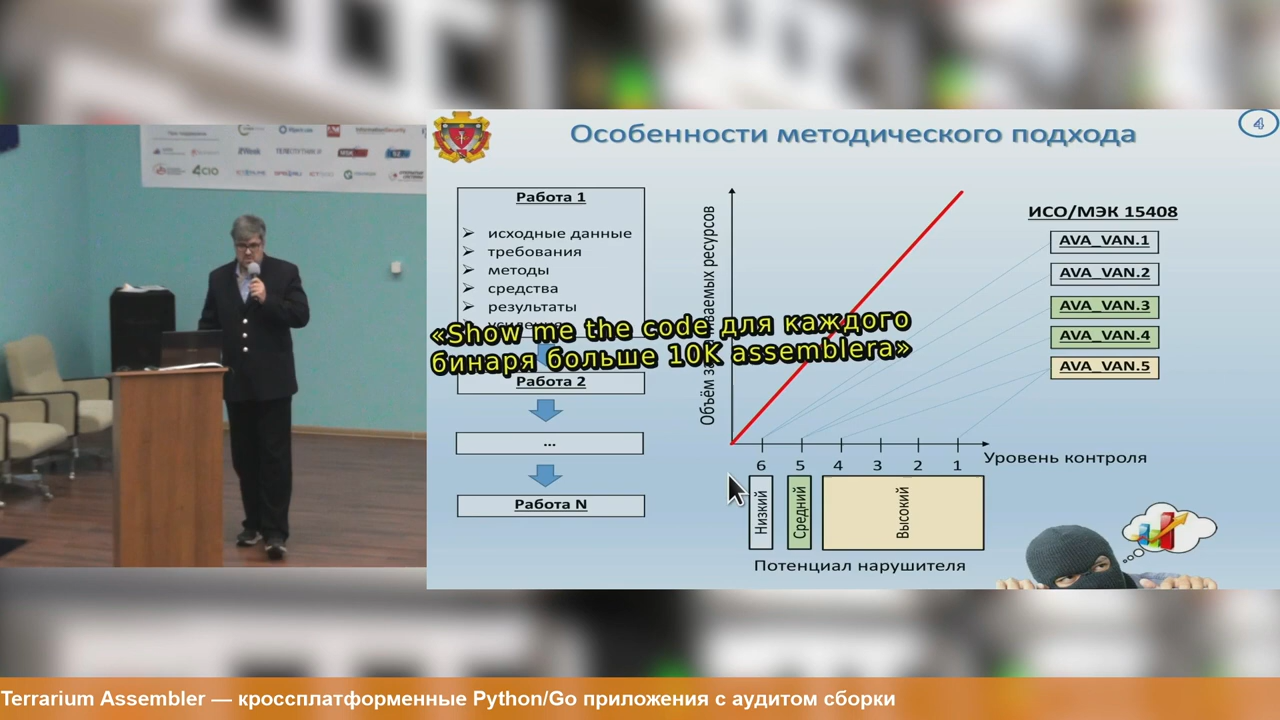 Особенности методического подхода
4
Работа 1
исходные данные
требования
методы
средства
результаты
Работа 2
...
Работа N
Уровень контроля
6 5 4 3 2 1
Низкий
Средний
Высокий
Потенциал нарушителя
ИСО/МЭК 15408
AVA_VAN.1
AVA_VAN.2
AVA_VAN.3
AVA_VAN.4
AVA_VAN.5
«Show me the code для каждого
бинаря больше 10K assemblera»
4CIO
Terrarium Assembler — кроссплатформенные Python/Go приложения с аудитом сборки